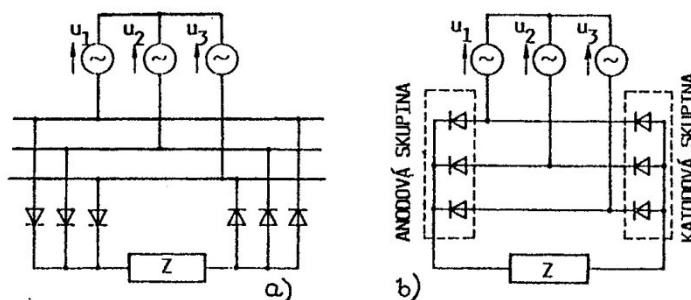 u1 u2 u3
Z
a)
u1 u2 u3
ANODOVÁ SKUPINA
KATODOVÁ SKUPINA
Z
b)